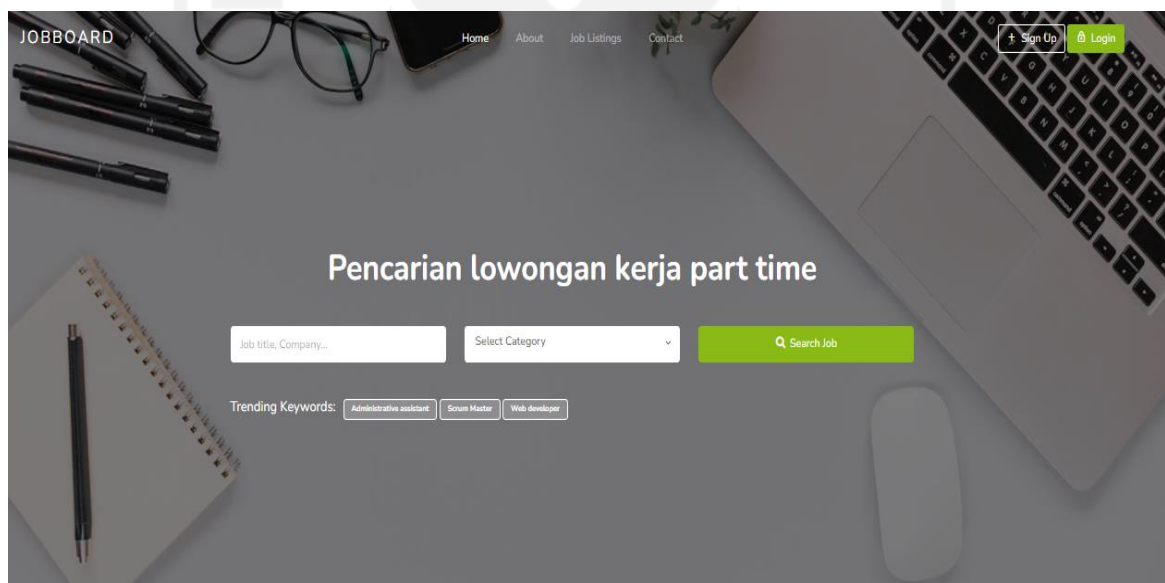 JOBBOARD
Home About Job Listings Contact
Sign Up Login
Pencarian lowongan kerja part time
Job title, Company...
Select Category
Search Job
Trending Keywords: Administrative assistant Scrum Master Web developer